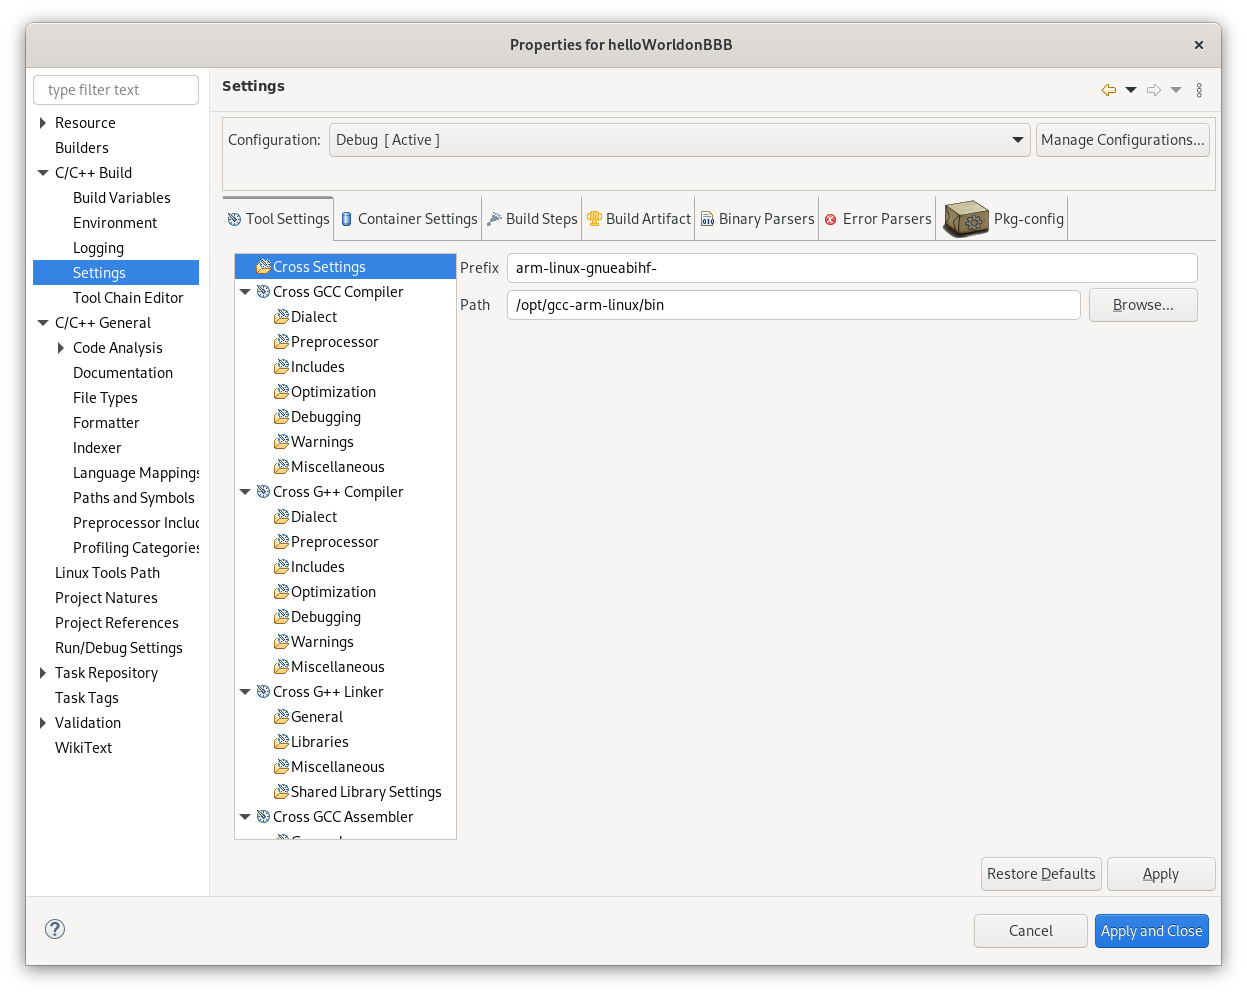 Properties for helloWorldonBBB
type filter text
Resource
Builders
C/C++ Build
Build Variables
Environment
Logging
Settings
Tool Chain Editor
C/C++ General
Code Analysis
Documentation
File Types
Formatter
Indexer
Language Mappings
Paths and Symbols
Preprocessor Inclu
Profiling Categories
Linux Tools Path
Project Natures
Project References
Run/Debug Settings
Task Repository
Task Tags
Validation
WikiText
Settings
Configuration: Debug [ Active ] Manage Configurations...
Tool Settings Container Settings Build Steps Build Artifact Binary Parsers Error Parsers Pkg-config
Cross Settings
Cross GCC Compiler
Dialect
Preprocessor
Includes
Optimization
Debugging
Warnings
Miscellaneous
Cross G++ Compiler
Dialect
Preprocessor
Includes
Optimization
Debugging
Warnings
Miscellaneous
Cross G++ Linker
General
Libraries
Miscellaneous
Shared Library Settings
Cross GCC Assembler
Prefix arm-linux-gnueabihf-
Path /opt/gcc-arm-linux/bin Browse...
Restore Defaults Apply
Cancel Apply and Close